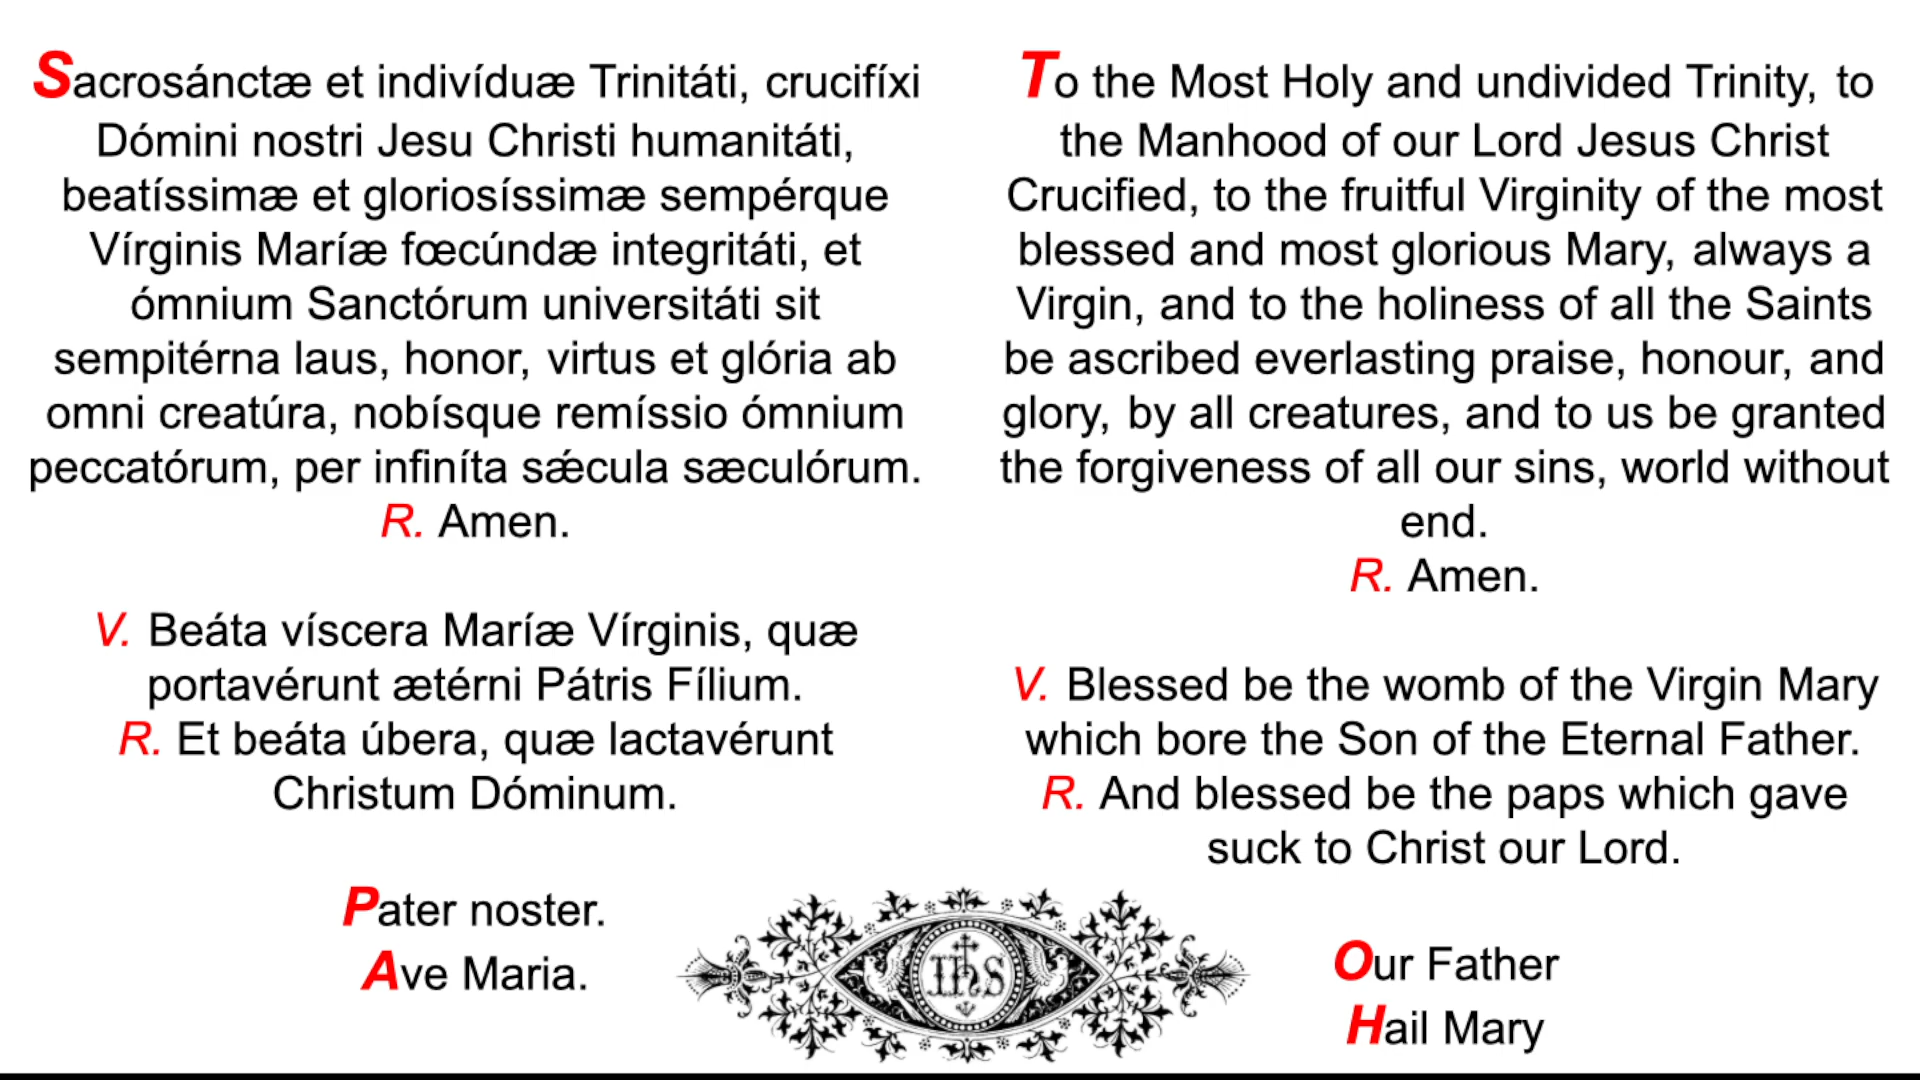 Sacrosánctæ et indivíduæ Trinitáti, crucifíxi
Dómini nostri Jesu Christi humanitáti,
beatíssimæ et gloriosíssimæ sempérque
Vírginis Maríæ fœcúndæ integritáti, et
ómnium Sanctórum universitáti sit
sempitérna laus, honor, virtus et glória ab
omni creatúra, nobísque remíssio ómnium
peccatórum, per infiníta sǽcula sæculórum.
R. Amen.
V. Beáta víscera Maríæ Vírginis, quæ
portavérunt ætérni Pátris Fílium.
R. Et beáta úbera, quæ lactavérunt
Christum Dóminum.
Pater noster.
Ave Maria.
To the Most Holy and undivided Trinity, to
the Manhood of our Lord Jesus Christ
Crucified, to the fruitful Virginity of the most
blessed and most glorious Mary, always a
Virgin, and to the holiness of all the Saints
be ascribed everlasting praise, honour, and
glory, by all creatures, and to us be granted
the forgiveness of all our sins, world without
end.
R. Amen.
V. Blessed be the womb of the Virgin Mary
which bore the Son of the Eternal Father.
R. And blessed be the paps which gave
suck to Christ our Lord.
Our Father
Hail Mary
IHS